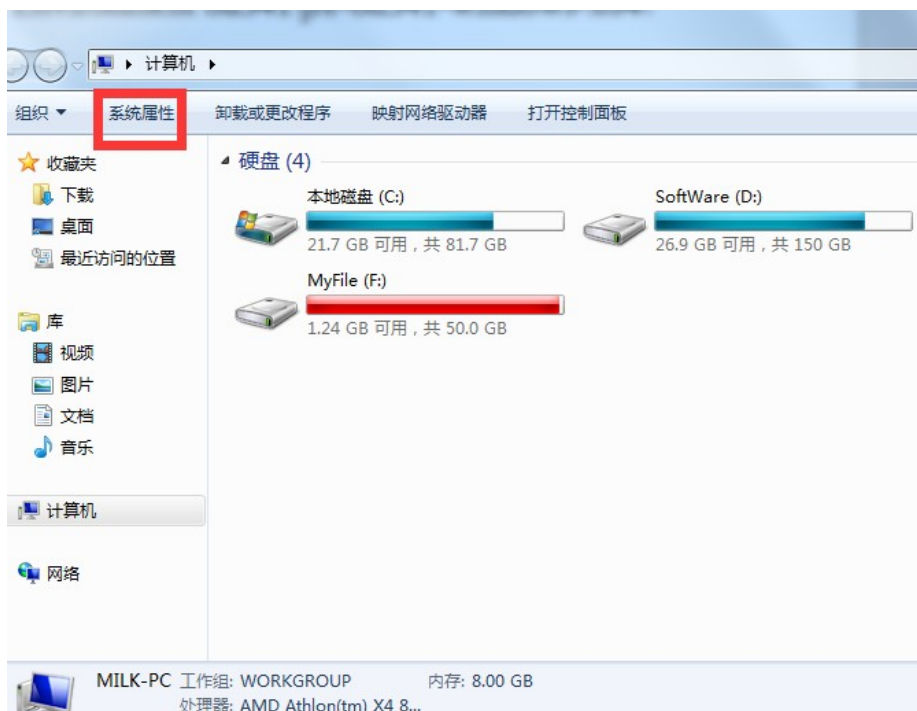 计算机
组织 系统属性 卸载或更改程序 映射网络驱动器 打开控制面板
收藏夹
下载
桌面
最近访问的位置
库
视频
图片
文档
音乐
计算机
网络
硬盘 (4)
本地磁盘 (C:)
21.7 GB 可用，共 81.7 GB
SoftWare (D:)
26.9 GB 可用，共 150 GB
MyFile (F:)
1.24 GB 可用，共 50.0 GB
MILK-PC 工作组: WORKGROUP 内存: 8.00 GB
处理器: AMD Athlon(tm) X4 8...